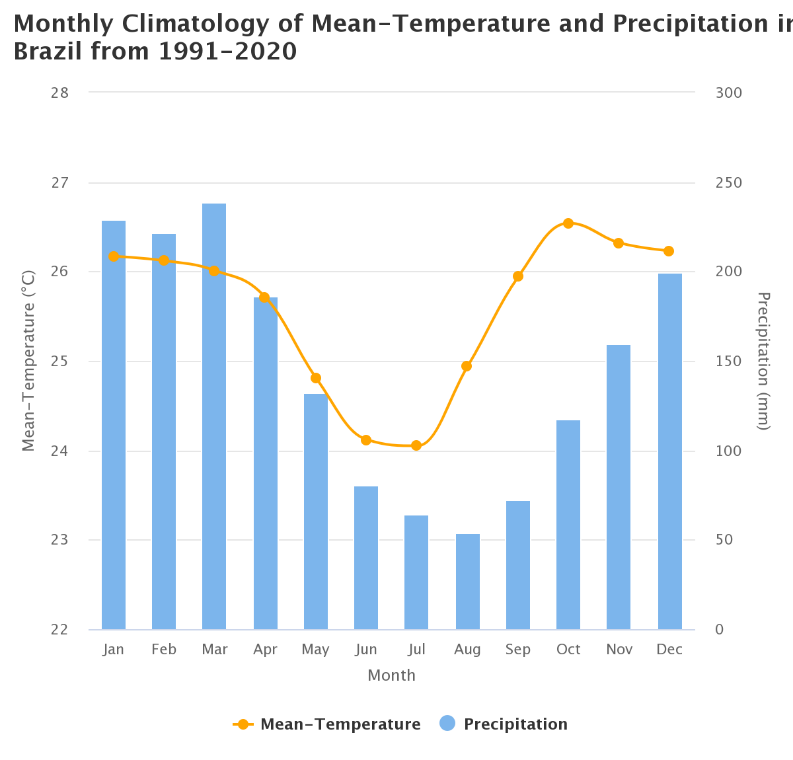 Monthly Climatology of Mean-Temperature and Precipitation in
Brazil from 1991-2020
28
27
26
25
24
23
22
Mean-Temperature (°C)
300
250
200
150
100
50
0
Precipitation (mm)
Jan Feb Mar Apr May Jun Jul Aug Sep Oct Nov Dec
Month
Mean-Temperature Precipitation